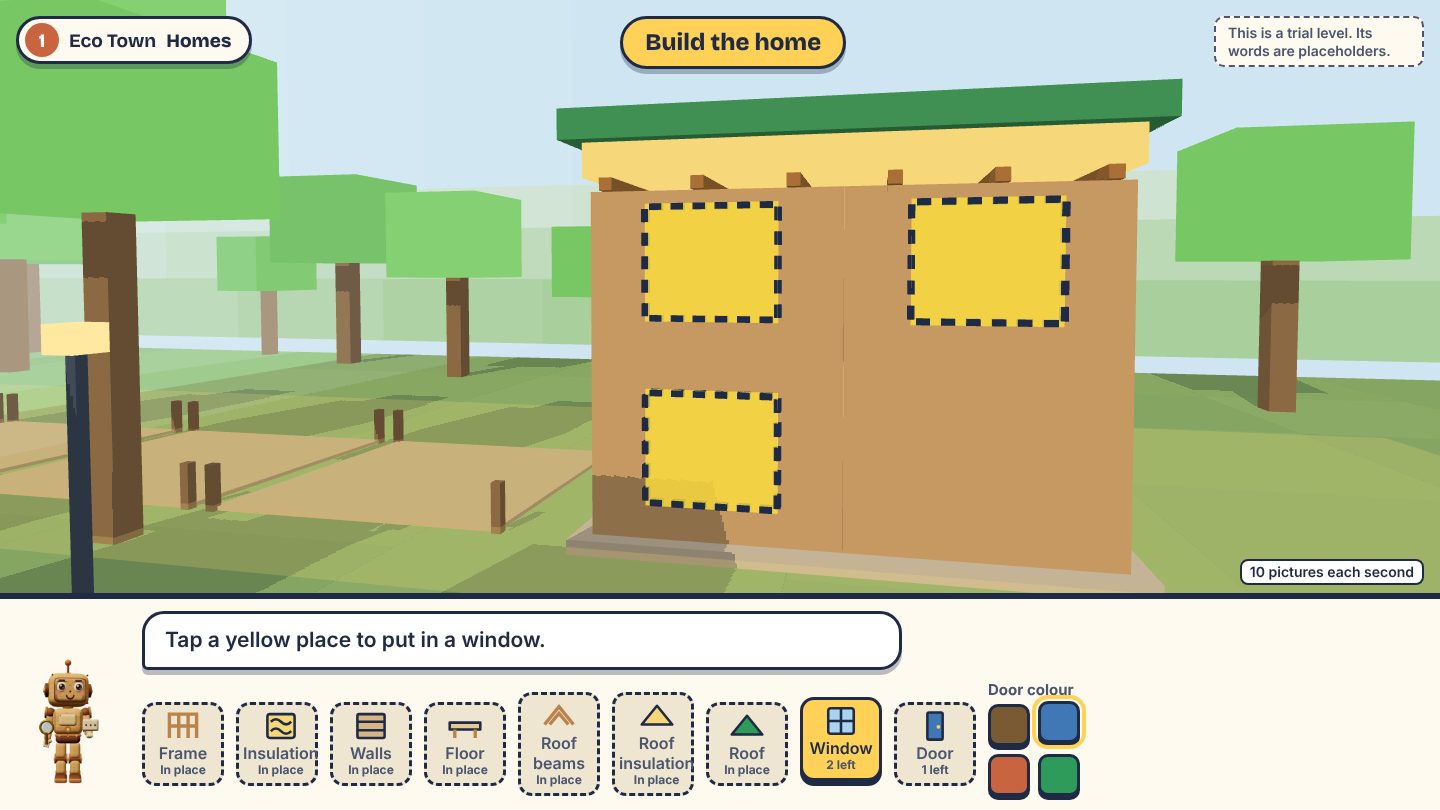 1 Eco Town Homes
Build the home
This is a trial level. Its
words are placeholders.
10 pictures each second
Tap a yellow place to put in a window.
Frame
In place
Insulation
In place
Walls
In place
Floor
In place
Roof
beams
In place
Roof
insulation
In place
Roof
In place
Window
2 left
Door
1 left
Door colour